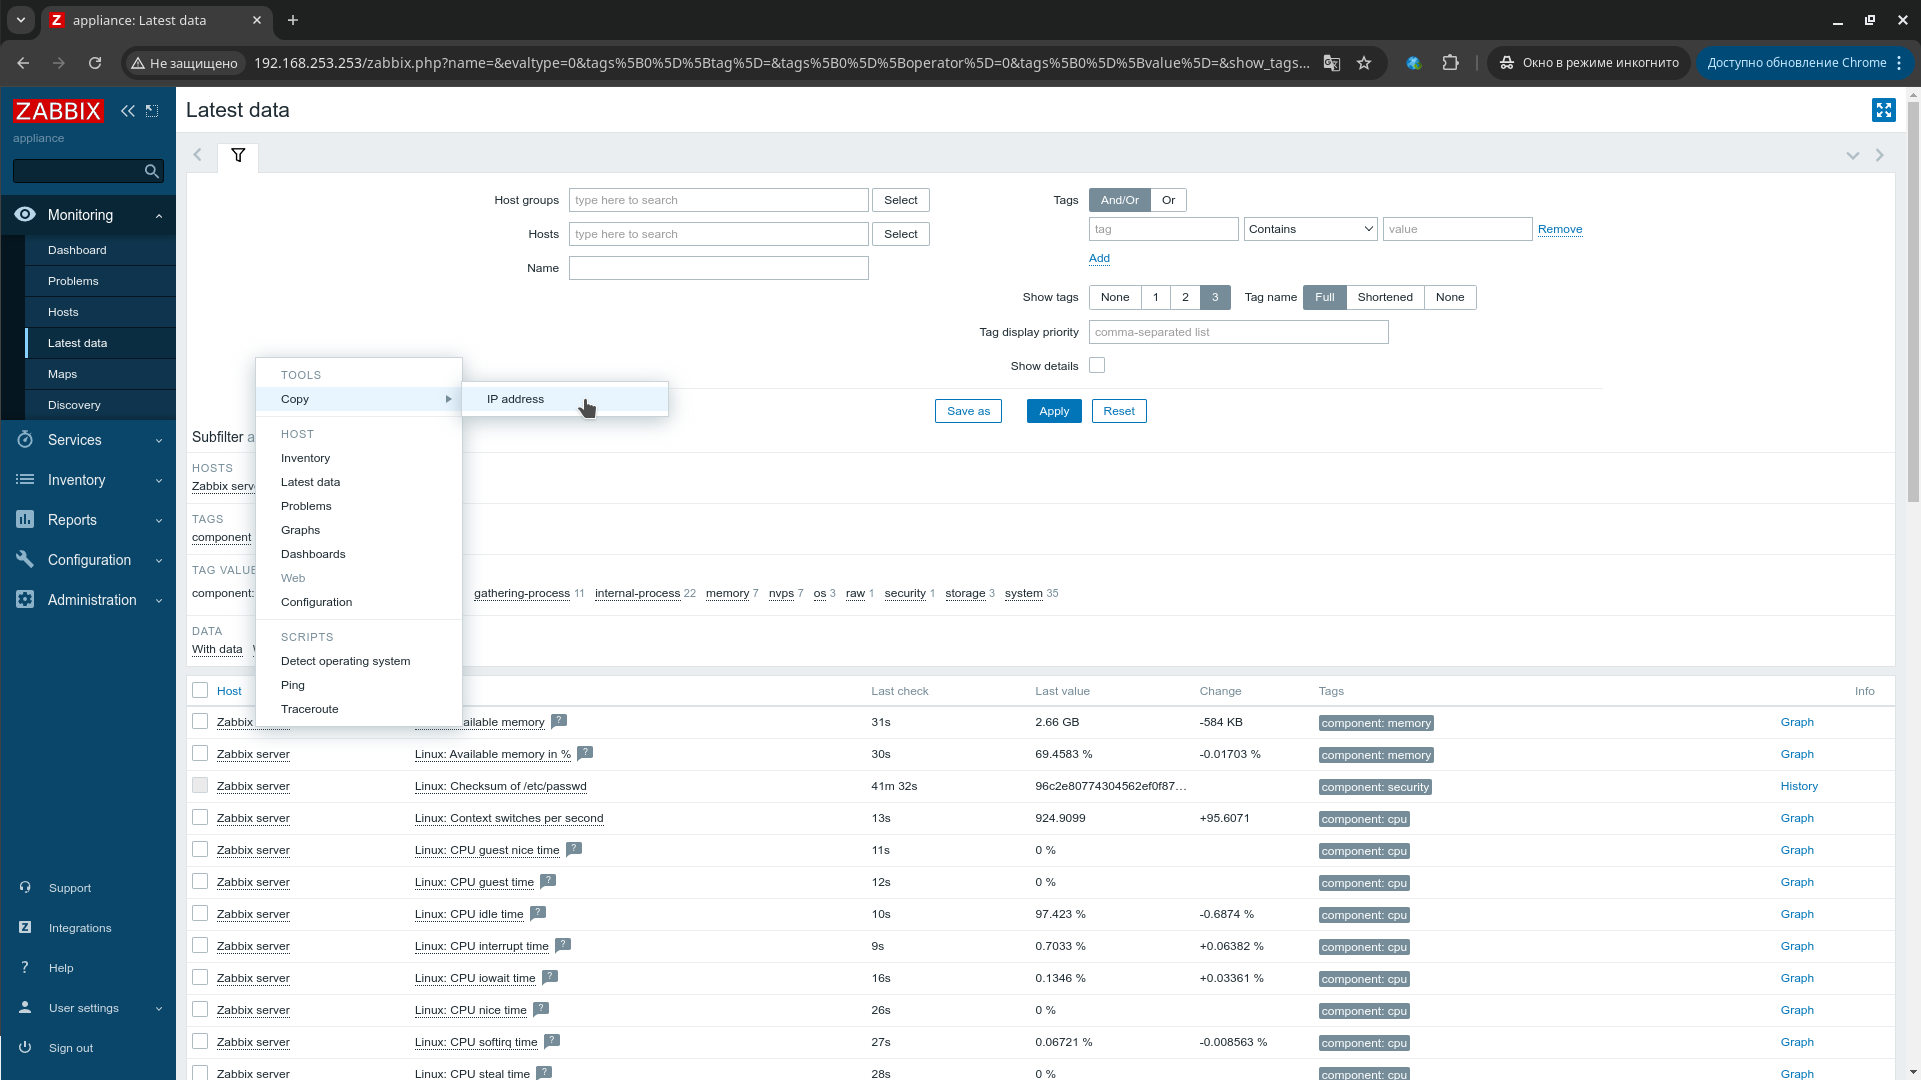 appliance: Latest data
Не защищено
192.168.253.253/zabbix.php?name=&evaltype=0&tags%5B0%5D%5Btag%5D=&tags%5B0%5D%5Boperator%5D=0&tags%5B0%5D%5Bvalue%5D=&show_tags...
Окно в режиме инкогнито
Доступно обновление Chrome
ZABBIX
appliance
Monitoring
Dashboard
Problems
Hosts
Latest data
Maps
Discovery
Services
Inventory
Reports
Configuration
Administration
Support
Integrations
Help
User settings
Sign out
Latest data
Host groups type here to search Select
Hosts type here to search Select
Name
Tags And/Or Or
tag Contains value Remove
Add
Show tags None 1 2 3 Tag name Full Shortened None
Tag display priority comma-separated list
Show details
Save as Apply Reset
TOOLS
Copy
IP address
HOST
Inventory
Latest data
Problems
Graphs
Dashboards
Web
Configuration
SCRIPTS
Detect operating system
Ping
Traceroute
Subfilter
HOSTS
Zabbix
TAGS
component
TAG
component: gathering-process 11 internal-process 22 memory 7 nvps 7 os 3 raw 1 security 1 storage 3 system 35
DATA
With data
Host Last check Last value Change Tags Info
Zabbix memory ? 31s 2.66 GB -584 KB component: memory Graph
Zabbix server Linux: Available memory in % ? 30s 69.4583 % -0.01703 % component: memory Graph
Zabbix server Linux: Checksum of /etc/passwd 41m 32s 96c2e80774304562ef0f87... component: security History
Zabbix server Linux: Context switches per second 13s 924.9099 +95.6071 component: cpu Graph
Zabbix server Linux: CPU guest nice time ? 11s 0 % component: cpu Graph
Zabbix server Linux: CPU guest time ? 12s 0 % component: cpu Graph
Zabbix server Linux: CPU idle time ? 10s 97.423 % -0.6874 % component: cpu Graph
Zabbix server Linux: CPU interrupt time ? 9s 0.7033 % +0.06382 % component: cpu Graph
Zabbix server Linux: CPU iowait time ? 16s 0.1346 % +0.03361 % component: cpu Graph
Zabbix server Linux: CPU nice time ? 26s 0 % component: cpu Graph
Zabbix server Linux: CPU softirq time ? 27s 0.06721 % -0.008563 % component: cpu Graph
Zabbix server Linux: CPU steal time ? 28s 0 % component: cpu Graph